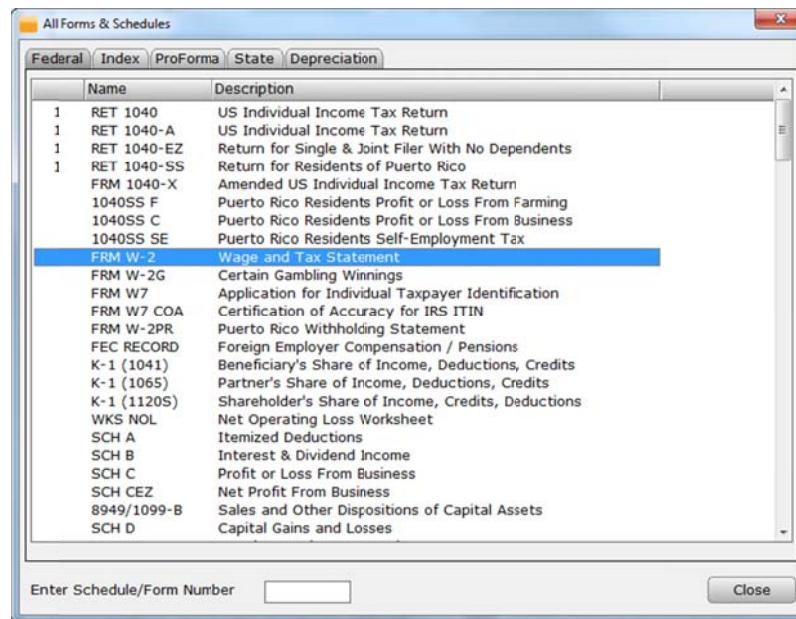 All Forms & Schedules
Federal Index ProForma State Depreciation
Name Description
1 RET 1040 US Individual Income Tax Return
1 RET 1040-A US Individual Income Tax Return
1 RET 1040-EZ Return for Single & Joint Filer With No Dependents
1 RET 1040-SS Return for Residents of Puerto Rico
FRM 1040-X Amended US Individual Income Tax Return
1040SS F Puerto Rico Residents Profit or Loss From Farming
1040SS C Puerto Rico Residents Profit or Loss From Business
1040SS SE Puerto Rico Residents Self-Employment Tax
FRM W-2 Wage and Tax Statement
FRM W-2G Certain Gambling Winnings
FRM W7 Application for Individual Taxpayer Identification
FRM W7 COA Certification of Accuracy for IRS ITIN
FRM W-2PR Puerto Rico Withholding Statement
FEC RECORD Foreign Employer Compensation / Pensions
K-1 (1041) Beneficiary's Share of Income, Deductions, Credits
K-1 (1065) Partner's Share of Income, Deductions, Credits
K-1 (1120S) Shareholder's Share of Income, Credits, Deductions
WKS NOL Net Operating Loss Worksheet
SCH A Itemized Deductions
SCH B Interest & Dividend Income
SCH C Profit or Loss From Business
SCH CEZ Net Profit From Business
8949/1099-B Sales and Other Dispositions of Capital Assets
SCH D Capital Gains and Losses
Enter Schedule/Form Number Close